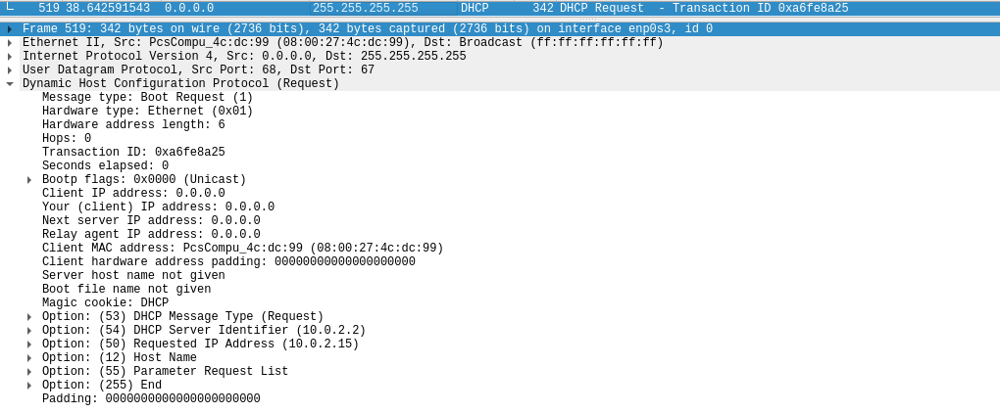 519 38.642591543 0.0.0.0 255.255.255.255 DHCP 342 DHCP Request - Transaction ID 0xa6fe8a25
Frame 519: 342 bytes on wire (2736 bits), 342 bytes captured (2736 bits) on interface enp0s3, id 0
Ethernet II, Src: PcsCompu_4c:dc:99 (08:00:27:4c:dc:99), Dst: Broadcast (ff:ff:ff:ff:ff:ff)
Internet Protocol Version 4, Src: 0.0.0.0, Dst: 255.255.255.255
User Datagram Protocol, Src Port: 68, Dst Port: 67
Dynamic Host Configuration Protocol (Request)
Message type: Boot Request (1)
Hardware type: Ethernet (0x01)
Hardware address length: 6
Hops: 0
Transaction ID: 0xa6fe8a25
Seconds elapsed: 0
Bootp flags: 0x0000 (Unicast)
Client IP address: 0.0.0.0
Your (client) IP address: 0.0.0.0
Next server IP address: 0.0.0.0
Relay agent IP address: 0.0.0.0
Client MAC address: PcsCompu_4c:dc:99 (08:00:27:4c:dc:99)
Client hardware address padding: 00000000000000000000
Server host name not given
Boot file name not given
Magic cookie: DHCP
Option: (53) DHCP Message Type (Request)
Option: (54) DHCP Server Identifier (10.0.2.2)
Option: (50) Requested IP Address (10.0.2.15)
Option: (12) Host Name
Option: (55) Parameter Request List
Option: (255) End
Padding: 0000000000000000000000